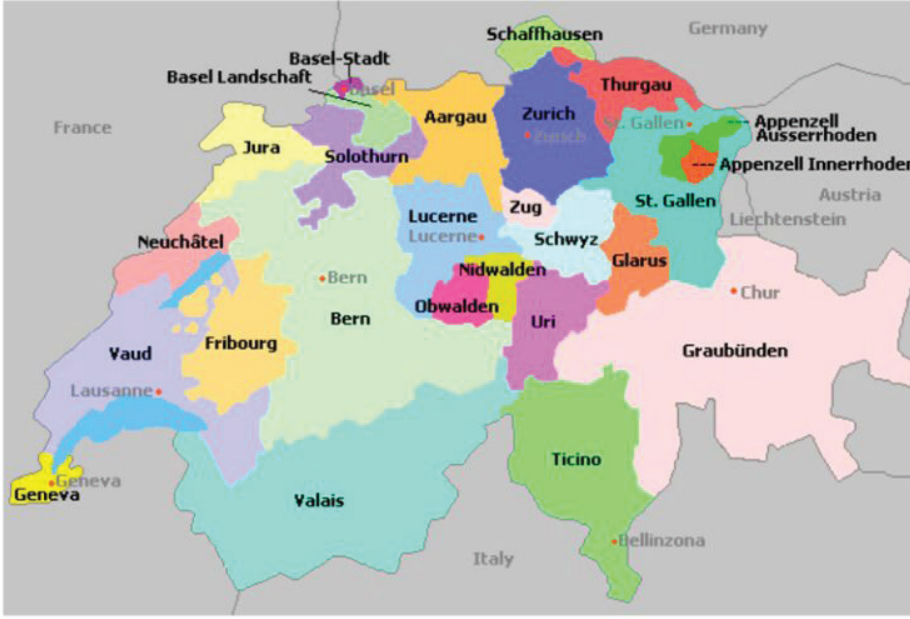 Germany
Schaffhausen
Basel-Stadt
Basel Landschaft
Basel
Thurgau
Aargau
Zurich
Zurich
St. Gallen
Appenzell
Ausserrhoden
France
Jura
Solothurn
Appenzell Innerrhoden
Austria
St. Gallen
Zug
Lucerne
Lucerne
Liechtenstein
Neuchâtel
Schwyz
Glarus
Nidwalden
Bern
Chur
Obwalden
Bern
Uri
Fribourg
Vaud
Graubünden
Lausanne
Ticino
Geneva
Geneva
Valais
Bellinzona
Italy